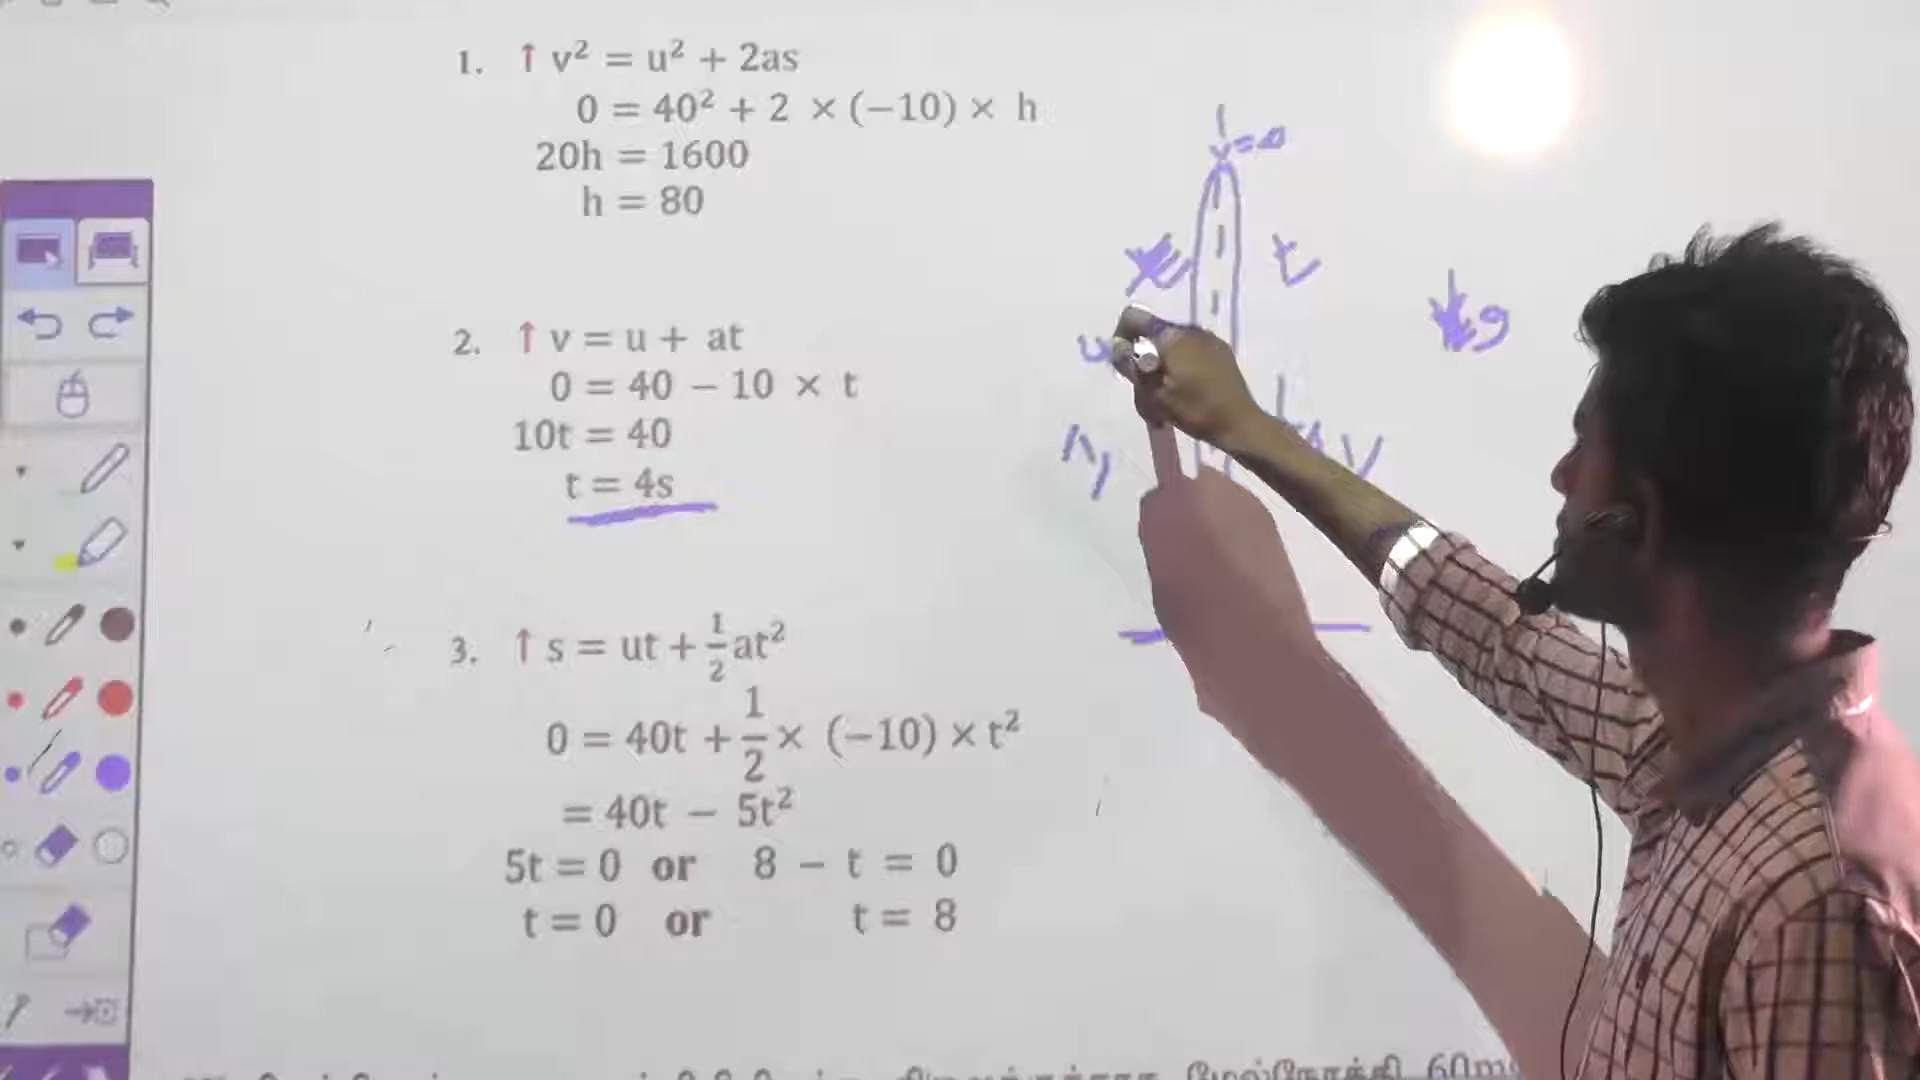 1. ↑ v² = u² + 2as
0 = 40² + 2 × (−10) × h
20h = 1600
h = 80
2. ↑ v = u + at
0 = 40 − 10 × t
10t = 40
t = 4s
3. ↑ s = ut + ½at²
0 = 40t + ½ × (−10) × t²
= 40t − 5t²
5t = 0 or 8 − t = 0
t = 0 or t = 8
v=0
t t
↓g
u
v
மேல்நோக்கி